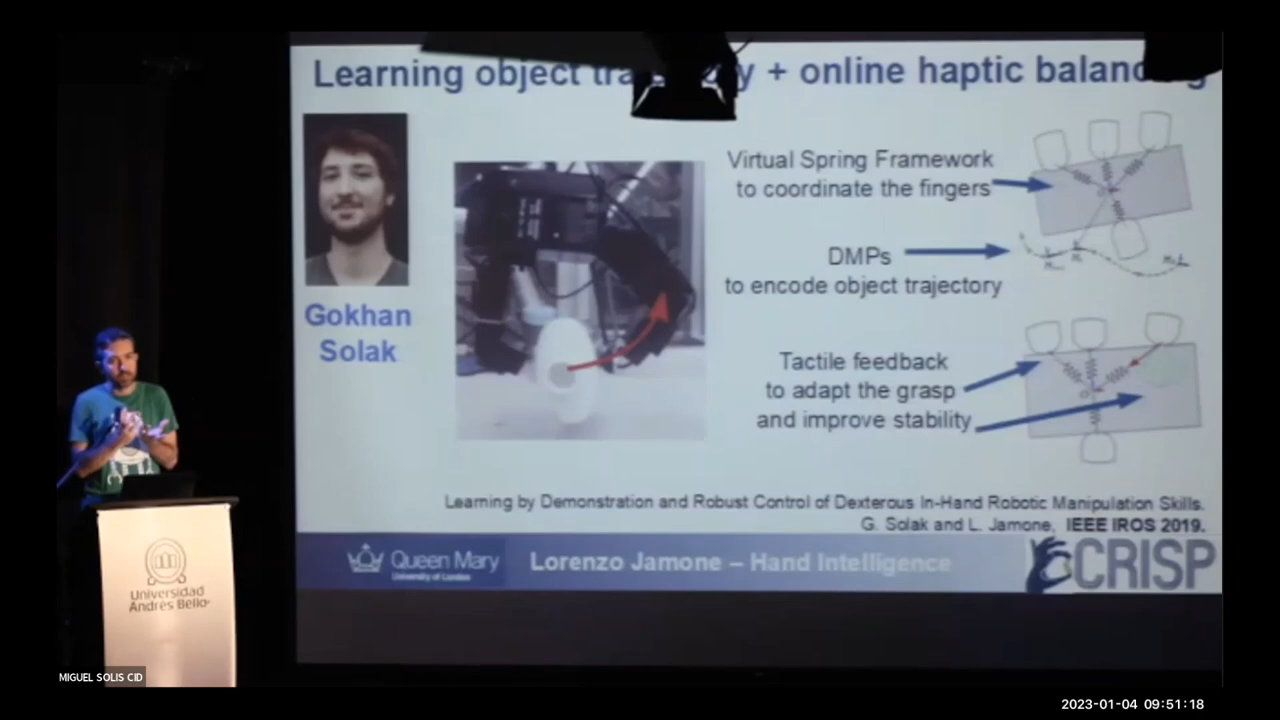 Learning object tra y + online haptic balanc g
Virtual Spring Framework
to coordinate the fingers
DMPs
to encode object trajectory
Gokhan
Solak
Tactile feedback
to adapt the grasp
and improve stability
Learning by Demonstration and Robust Control of Dexterous In-Hand Robotic Manipulation Skills.
G. Solak and L. Jamone, IEEE IROS 2019.
Queen Mary
University of London
Lorenzo Jamone – Hand Intelligence
CRISP
Universidad
Andrés Bello
MIGUEL SOLIS CID
2023-01-04 09:51:18